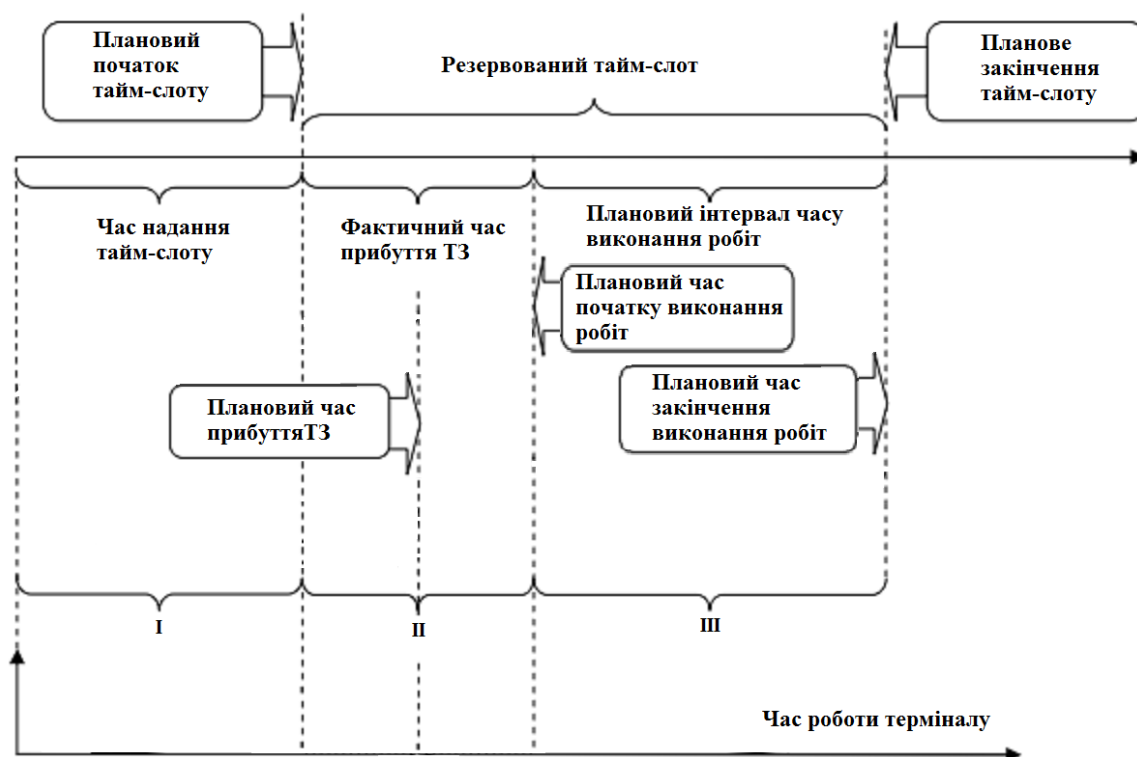 Плановий
початок
тайм-слоту
Резервований тайм-слот
Планове
закінчення
тайм-слоту
Час надання
тайм-слоту
Фактичний час
прибуття ТЗ
Плановий інтервал часу
виконання робіт
Плановий час
початку виконання
робіт
Плановий час
прибуттяТЗ
Плановий час
закінчення
виконання робіт
I
II
III
Час роботи терміналу